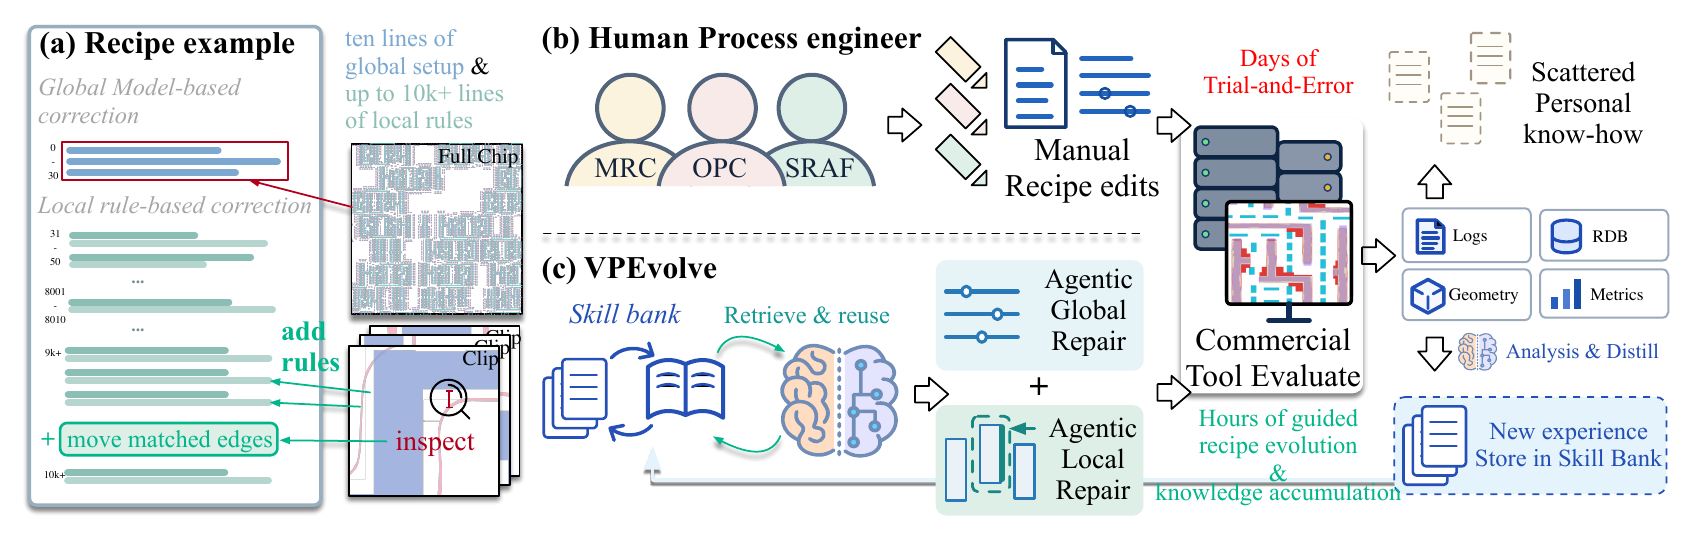 (a) Recipe example
Global Model-based
correction
0
-
30
Local rule-based correction
31
-
50
...
8001
-
8010
...
9k+
+ move matched edges
10k+
ten lines of
global setup &
up to 10k+ lines
of local rules
Full Chip
add
rules
Clip
Clip
Clip
inspect
(b) Human Process engineer
MRC
OPC
SRAF
Manual
Recipe edits
Days of
Trial-and-Error
Scattered
Personal
know-how
(c) VPEvolve
Skill bank
Retrieve & reuse
Agentic
Global
Repair
+
Agentic
Local
Repair
Commercial
Tool Evaluate
Hours of guided
recipe evolution
&
knowledge accumulation
Logs
RDB
Geometry
Metrics
Analysis & Distill
New experience
Store in Skill Bank